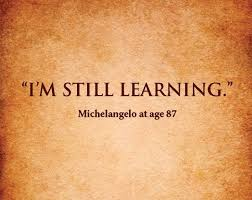 “I’M STILL LEARNING.”
Michelangelo at age 87